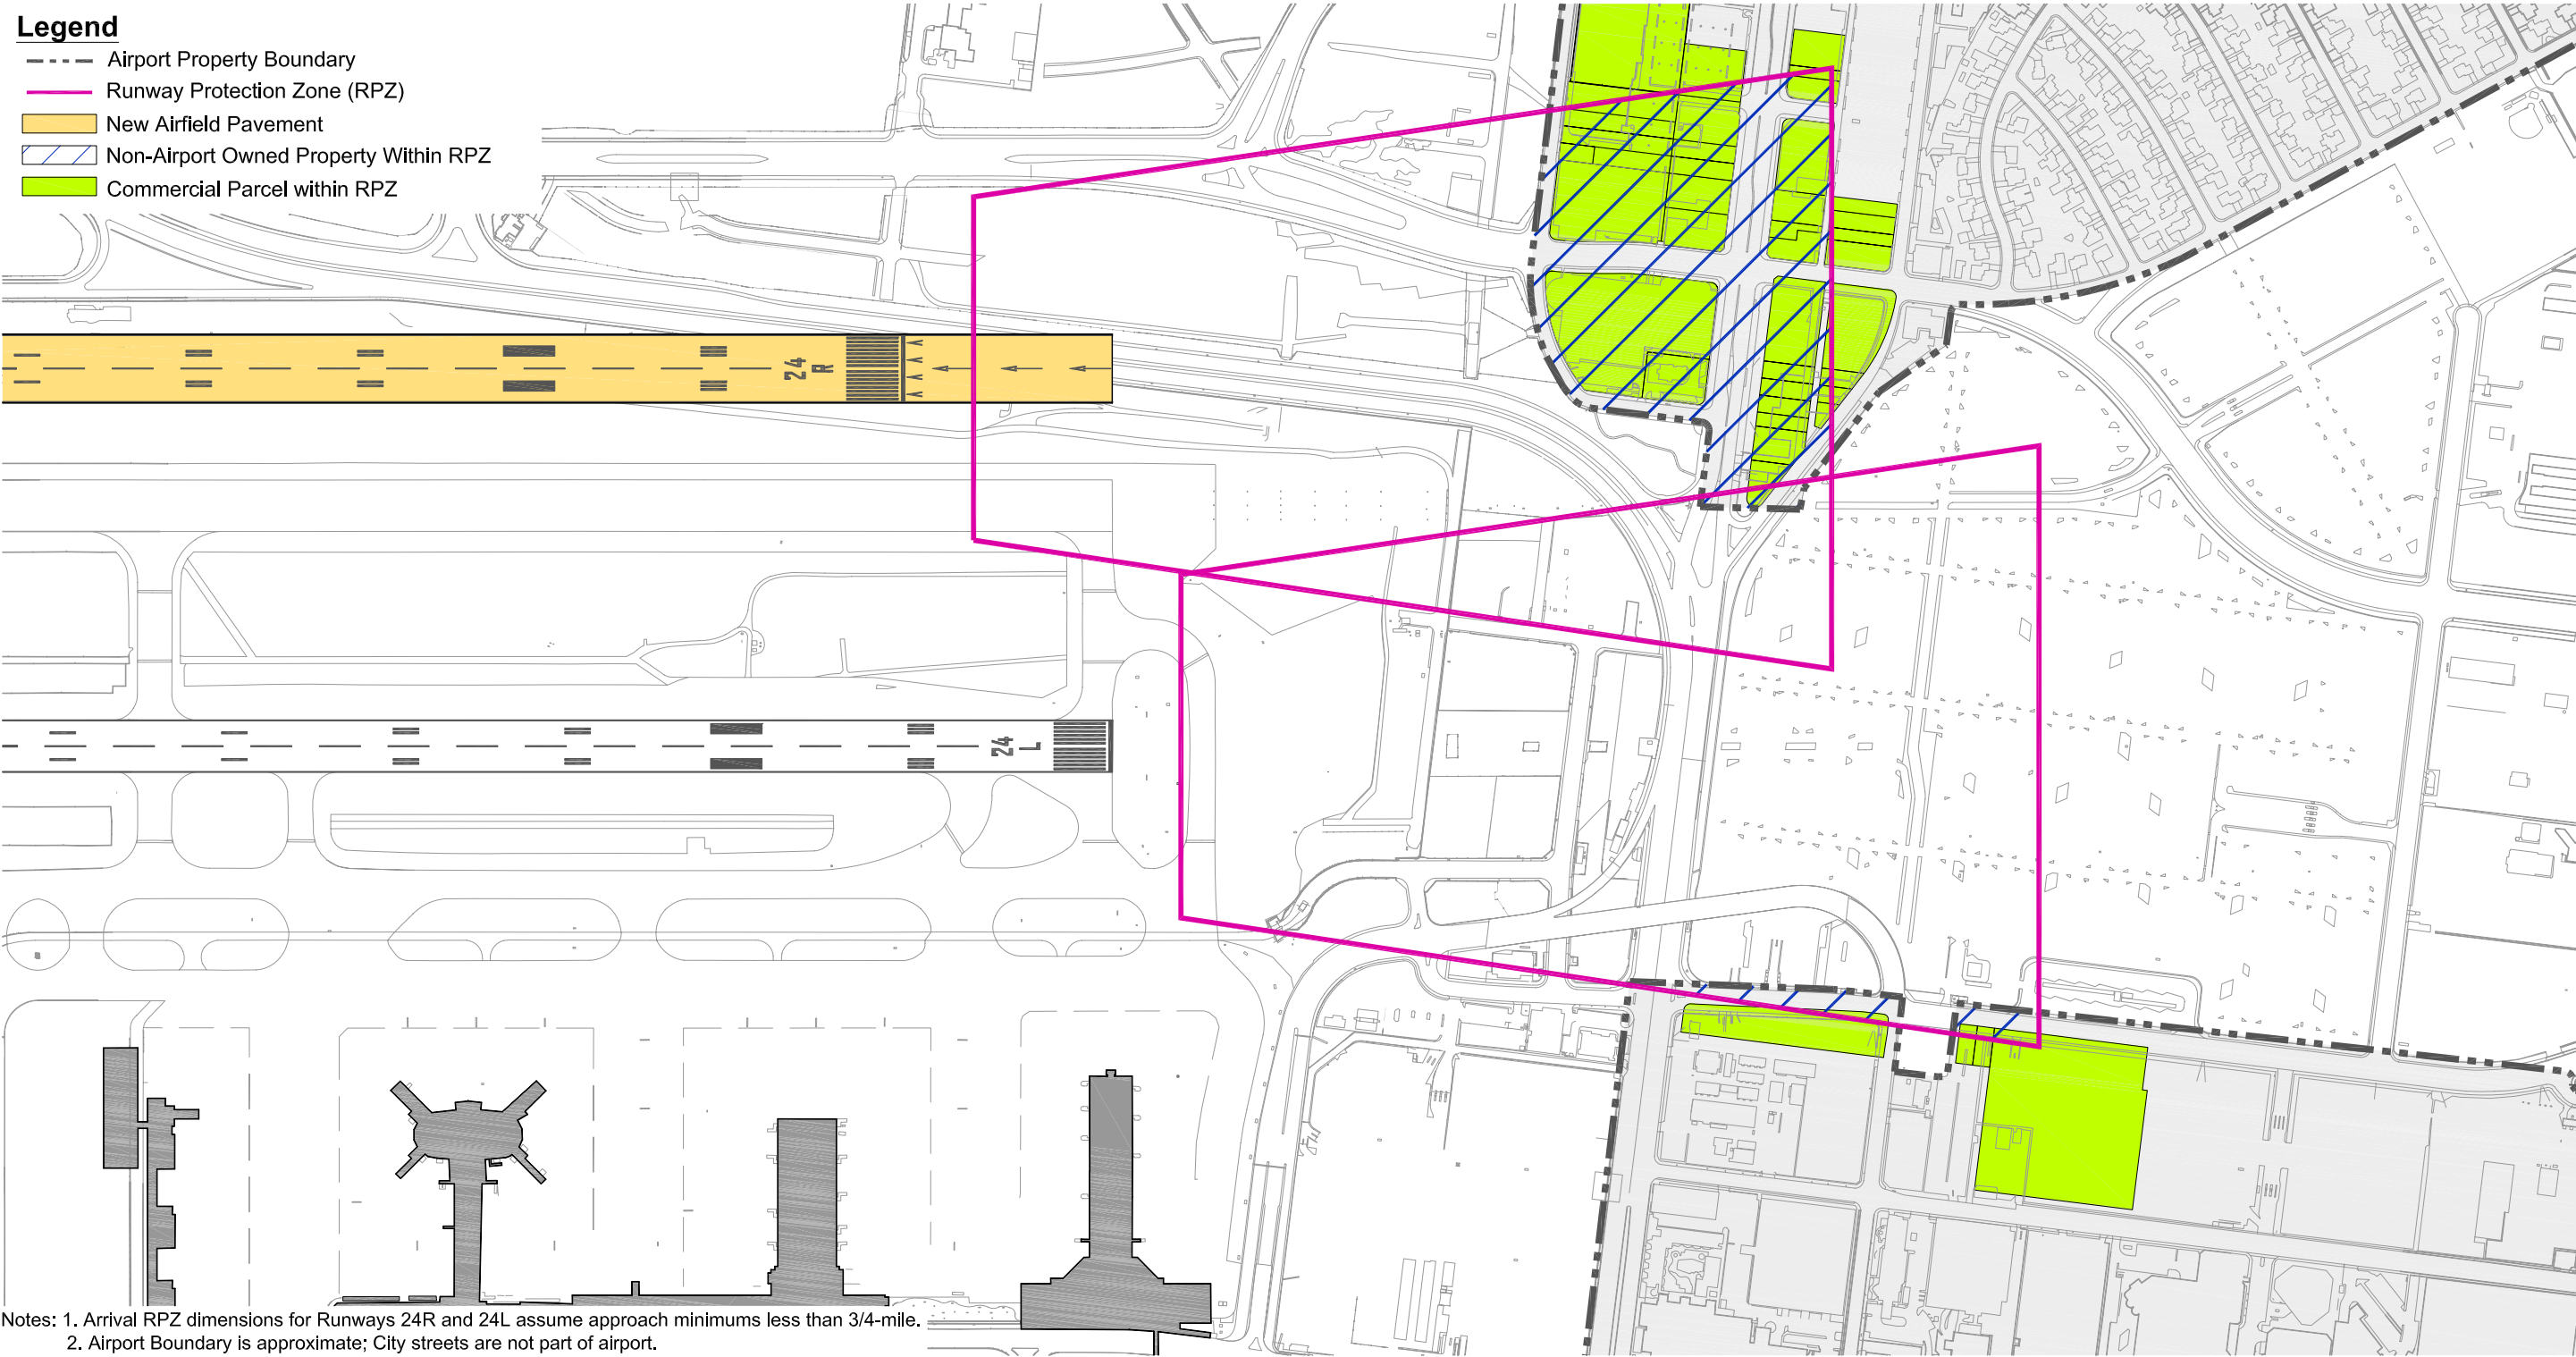 Legend
Airport Property Boundary
Runway Protection Zone (RPZ)
New Airfield Pavement
Non-Airport Owned Property Within RPZ
Commercial Parcel within RPZ
24
R
24
L
Notes: 1. Arrival RPZ dimensions for Runways 24R and 24L assume approach minimums less than 3/4-mile.
2. Airport Boundary is approximate; City streets are not part of airport.